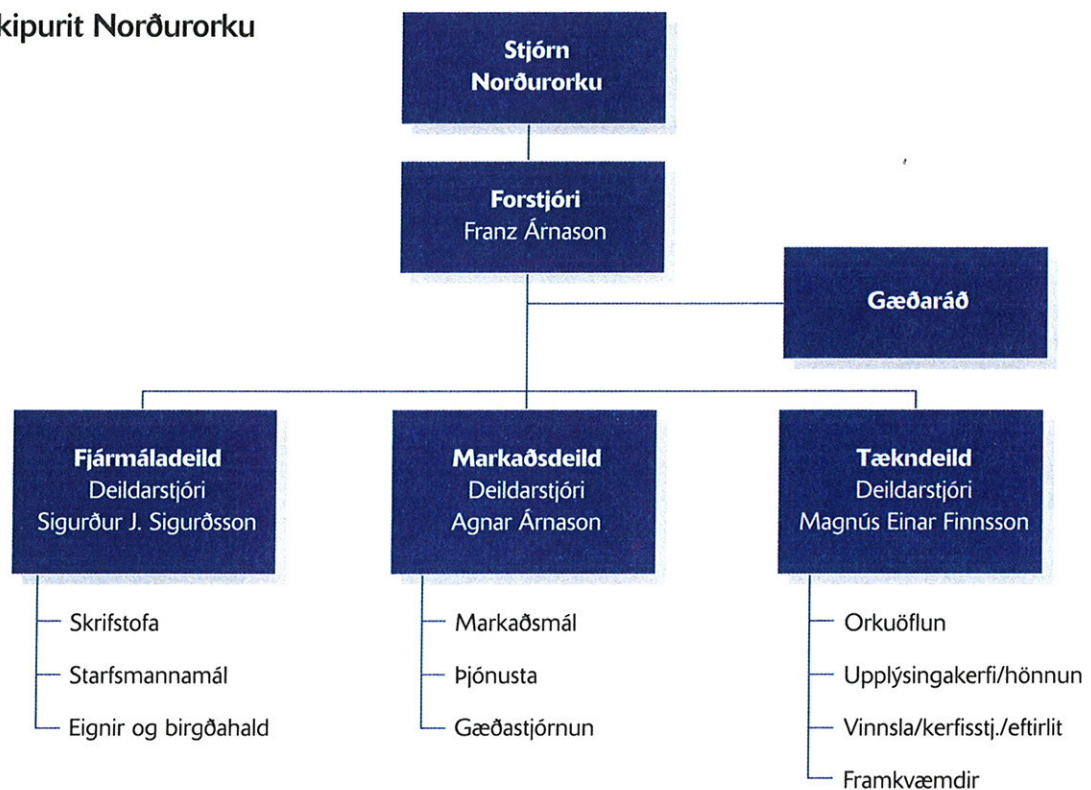 kipurit Norðurorku
Stjórn
Norðurorku
Forstjóri
Franz Árnason
Gæðaráð
Fjármáladeild
Deildarstjóri
Sigurður J. Sigurðsson
Markaðsdeild
Deildarstjóri
Agnar Árnason
Tækndeild
Deildarstjóri
Magnús Einar Finnsson
Skrifstofa
Starfsmannamál
Eignir og birgðahald
Markaðsmál
Þjónusta
Gæðastjórnun
Orkuöflun
Upplýsingakerfi/hönnun
Vinnsla/kerfisstj./eftirlit
Framkvæmdir